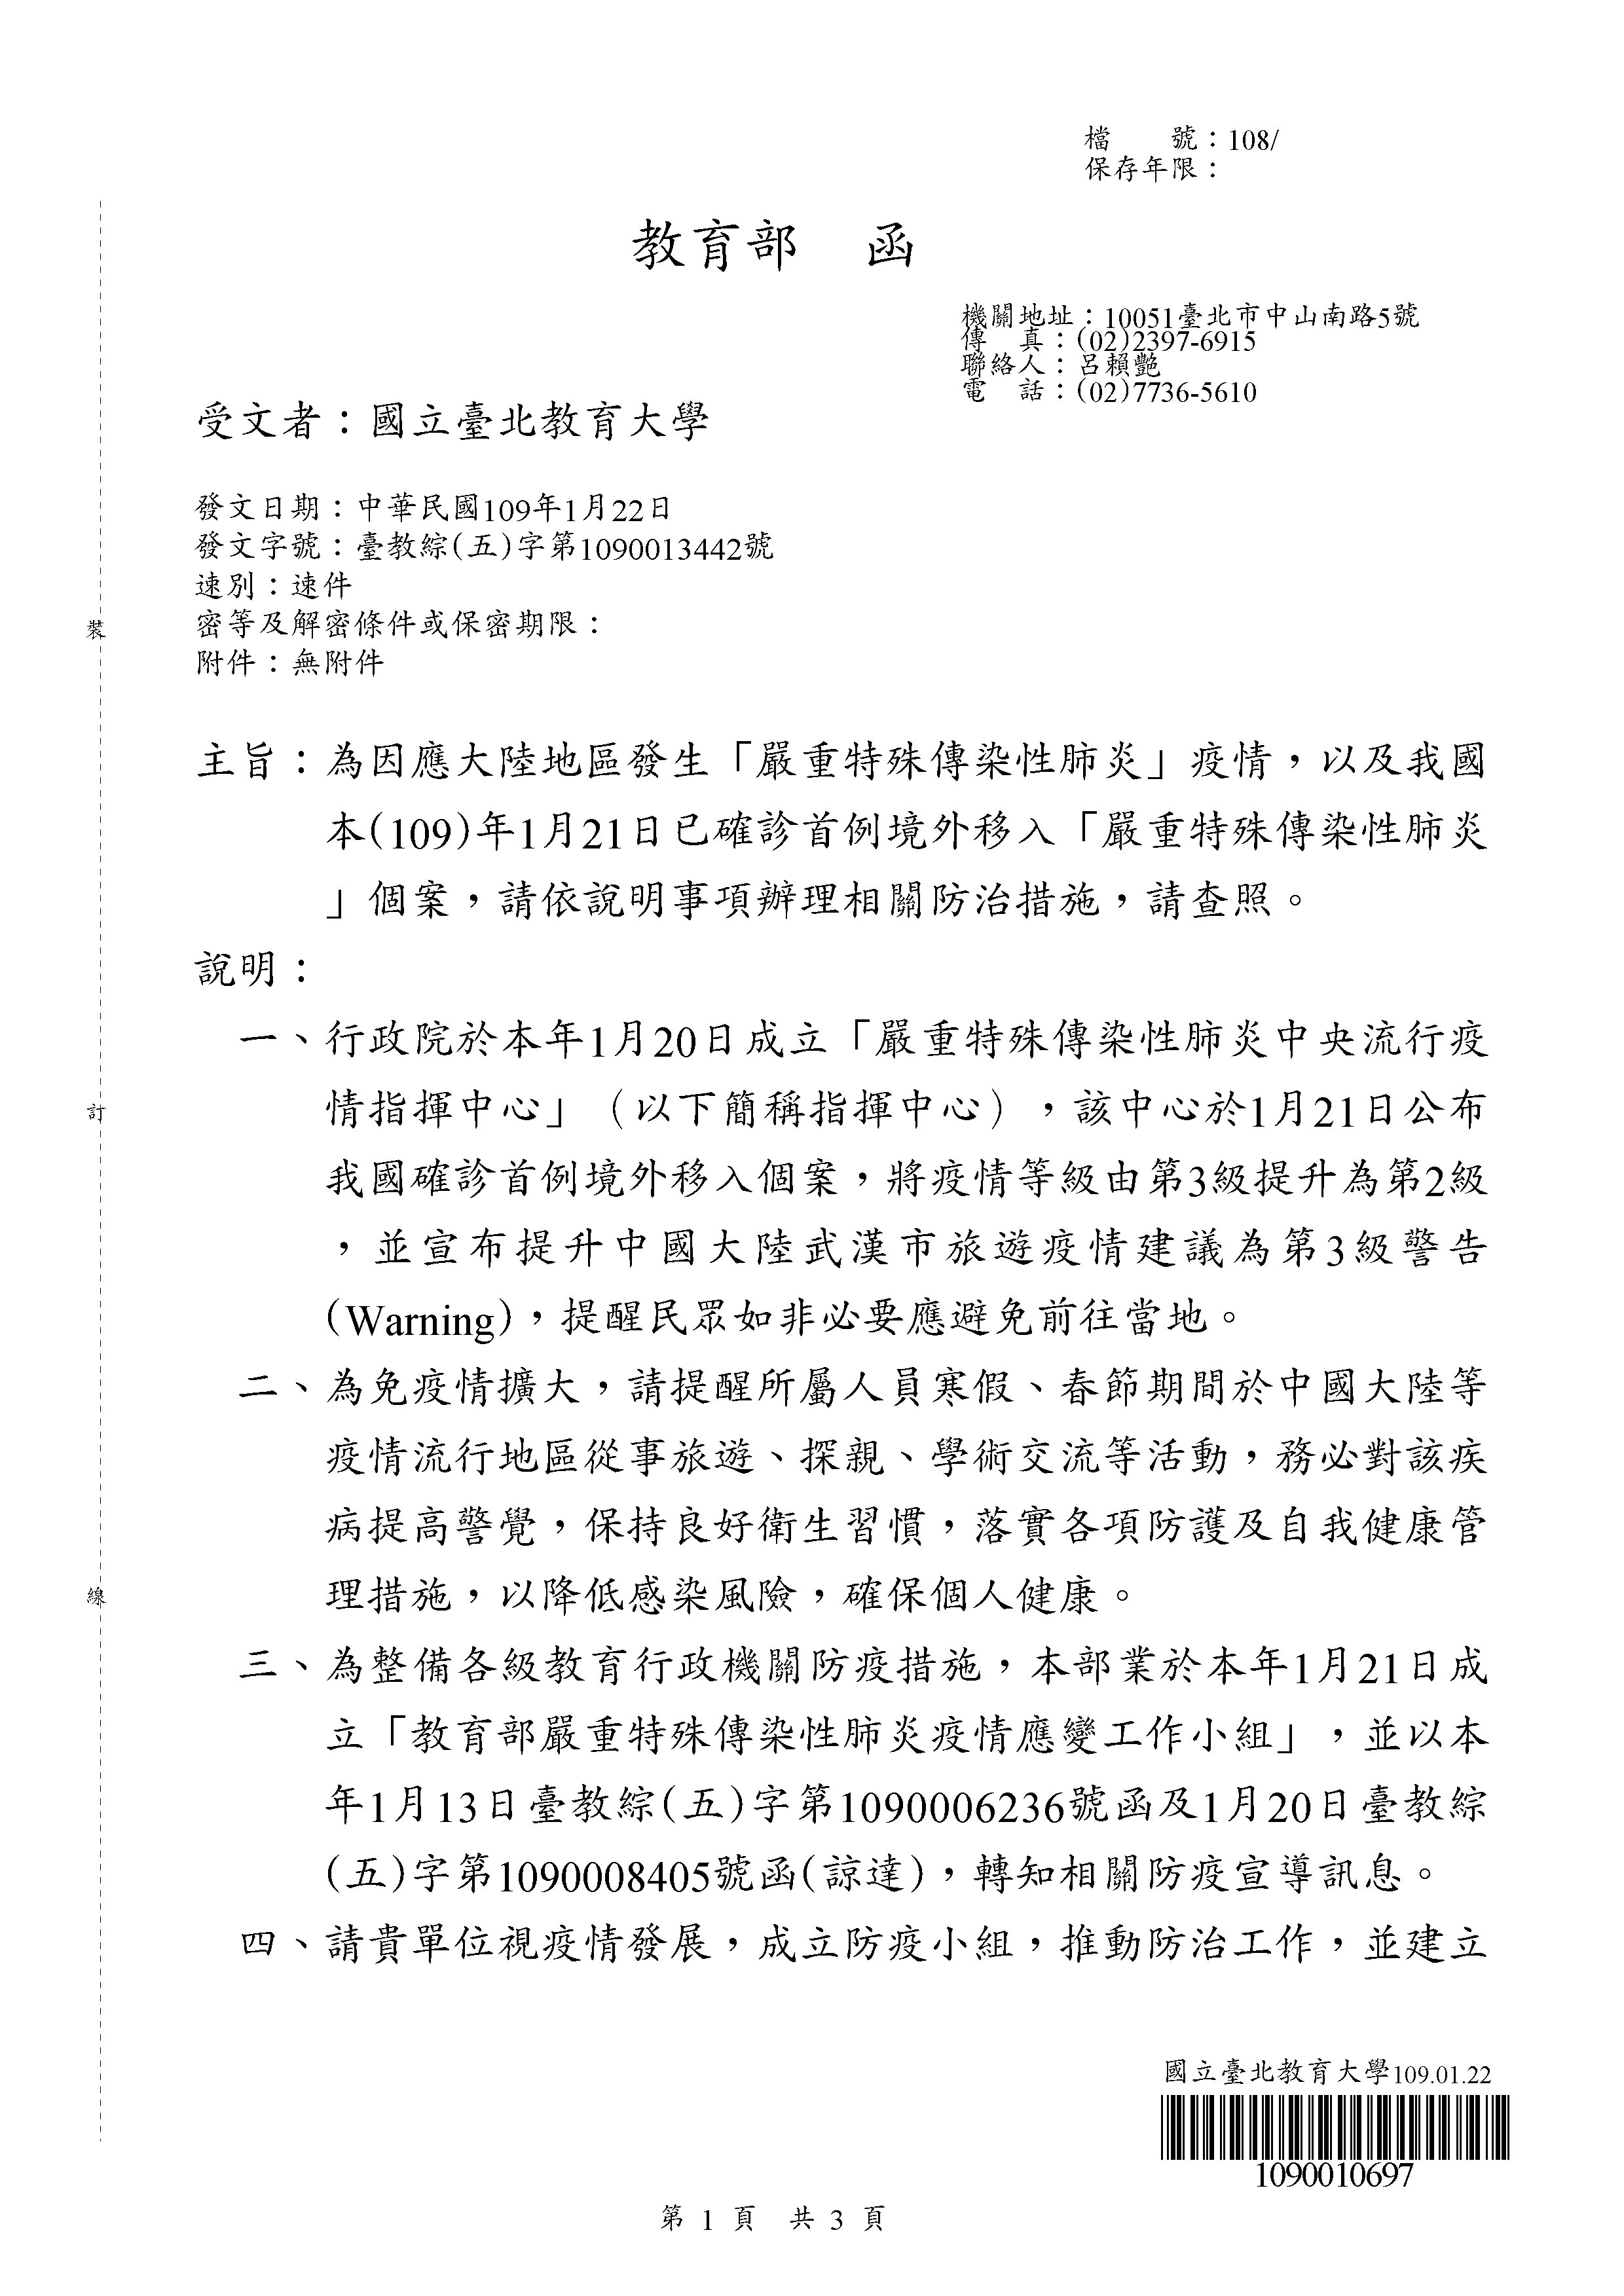 檔　　號：108/
保存年限：
教育部　函
機關地址：10051臺北市中山南路5號
傳　真：(02)2397-6915
聯絡人：呂賴艷
電　話：(02)7736-5610
受文者：國立臺北教育大學
發文日期：中華民國109年1月22日
發文字號：臺教綜(五)字第1090013442號
速別：速件
密等及解密條件或保密期限：
附件：無附件
主旨：為因應大陸地區發生「嚴重特殊傳染性肺炎」疫情，以及我國
本(109)年1月21日已確診首例境外移入「嚴重特殊傳染性肺炎
」個案，請依說明事項辦理相關防治措施，請查照。
說明：
一、行政院於本年1月20日成立「嚴重特殊傳染性肺炎中央流行疫
情指揮中心」（以下簡稱指揮中心），該中心於1月21日公布
我國確診首例境外移入個案，將疫情等級由第3級提升為第2級
，並宣布提升中國大陸武漢市旅遊疫情建議為第3級警告
(Warning)，提醒民眾如非必要應避免前往當地。
二、為免疫情擴大，請提醒所屬人員寒假、春節期間於中國大陸等
疫情流行地區從事旅遊、探親、學術交流等活動，務必對該疾
病提高警覺，保持良好衛生習慣，落實各項防護及自我健康管
理措施，以降低感染風險，確保個人健康。
三、為整備各級教育行政機關防疫措施，本部業於本年1月21日成
立「教育部嚴重特殊傳染性肺炎疫情應變工作小組」，並以本
年1月13日臺教綜(五)字第1090006236號函及1月20日臺教綜
(五)字第1090008405號函(諒達)，轉知相關防疫宣導訊息。
四、請貴單位視疫情發展，成立防疫小組，推動防治工作，並建立
裝
訂
線
國立臺北教育大學109.01.22
1090010697
第 1 頁　共 3 頁